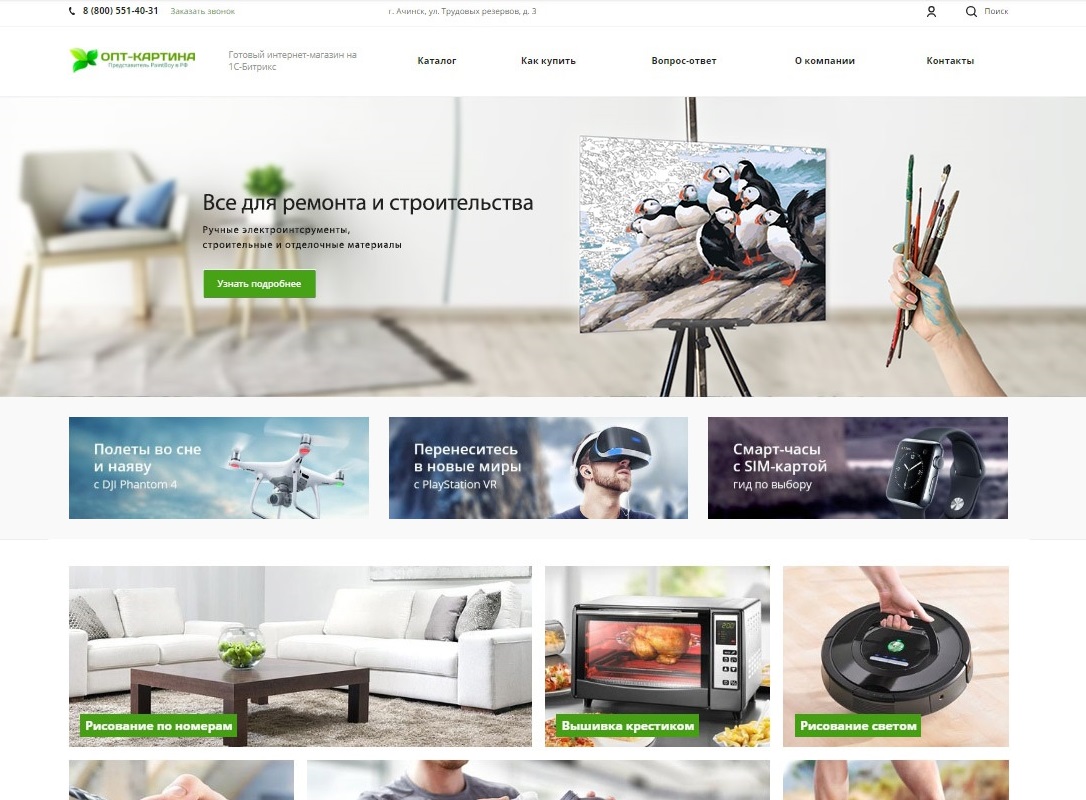 8 (800) 551-40-31
Заказать звонок
г. Ачинск, ул. Трудовых резервов, д. 3
Поиск
ОПТ-КАРТИНА
Представитель PaintBoy в РФ
Готовый интернет-магазин на
1С-Битрикс
Каталог
Как купить
Вопрос-ответ
О компании
Контакты
Все для ремонта и строительства
Ручные электроинтсрументы,
строительные и отделочные материалы
Узнать подробнее
Полеты во сне
и наяву
с DJI Phantom 4
Перенеситесь
в новые миры
с PlayStation VR
Смарт-часы
с SIM-картой
гид по выбору
Рисование по номерам
Вышивка крестиком
Рисование светом